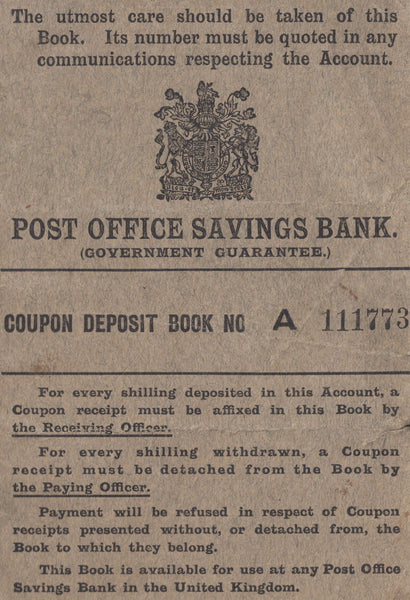 The utmost care should be taken of this
Book. Its number must be quoted in any
communications respecting the Account.
POST OFFICE SAVINGS BANK.
(GOVERNMENT GUARANTEE.)
COUPON DEPOSIT BOOK NO A 111773
For every shilling deposited in this Account, a
Coupon receipt must be affixed in this Book by
the Receiving Officer.
For every shilling withdrawn, a Coupon
receipt must be detached from the Book by
the Paying Officer.
Payment will be refused in respect of Coupon
receipts presented without, or detached from, the
Book to which they belong.
This Book is available for use at any Post Office
Savings Bank in the United Kingdom.